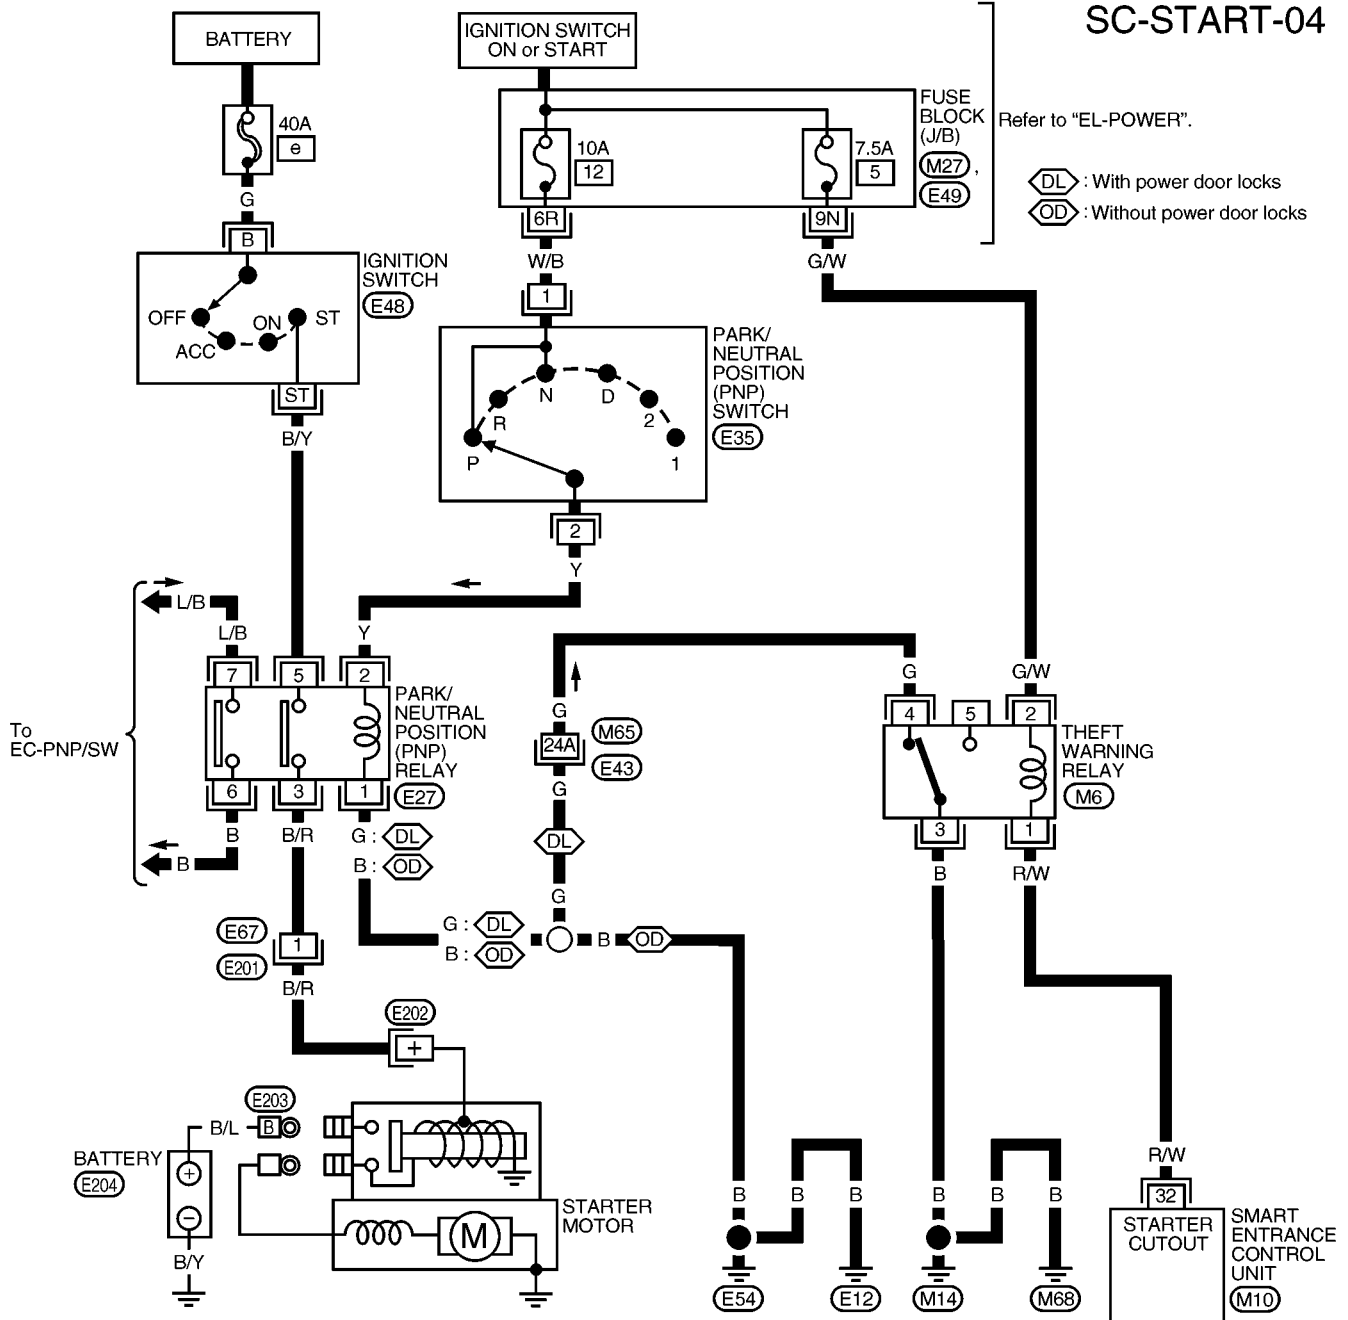 SC-START-04
BATTERY
IGNITION SWITCH
ON or START
40A
e
10A
12
7.5A
5
FUSE
BLOCK
(J/B)
M27 ,
E49
Refer to “EL-POWER”.
DL : With power door locks
OD : Without power door locks
G
B
6R
9N
W/B
G/W
1
IGNITION
SWITCH
E48
OFF
ACC
ON
ST
ST
B/Y
PARK/
NEUTRAL
POSITION
(PNP)
SWITCH
E35
P
R
N
D
2
1
2
Y
L/B
L/B
Y
7
5
2
PARK/
NEUTRAL
POSITION
(PNP)
RELAY
E27
To
EC-PNP/SW
6
3
1
B
B/R
G : DL
B : OD
B
G
24A
M65
E43
G
DL
G
G
G/W
4
5
2
THEFT
WARNING
RELAY
M6
3
1
B
R/W
G : DL
B : OD
B
OD
E67
E201
1
B/R
E202
+
E203
B/L
B
BATTERY
E204
+
−
B/Y
M
STARTER
MOTOR
B
B
B
B
B
B
E54
E12
M14
M68
R/W
32
STARTER
CUTOUT
SMART
ENTRANCE
CONTROL
UNIT
M10